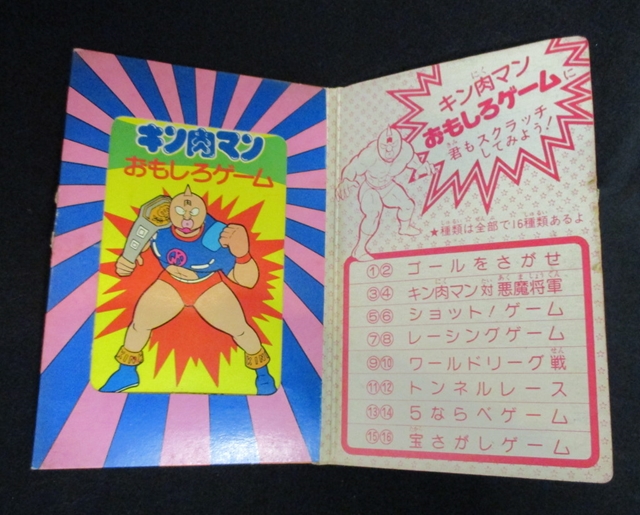 キン肉マン
おもしろゲーム
キン肉マン
おもしろゲームに
君もスクラッチ
してみよう!
★種類は全部で16種類あるよ
①② ゴールをさがせ
③④ キン肉マン対悪魔将軍
⑤⑥ ショット!ゲーム
⑦⑧ レーシングゲーム
⑨⑩ ワールドリーグ戦
⑪⑫ トンネルレース
⑬⑭ 5ならべゲーム
⑮⑯ 宝さがしゲーム